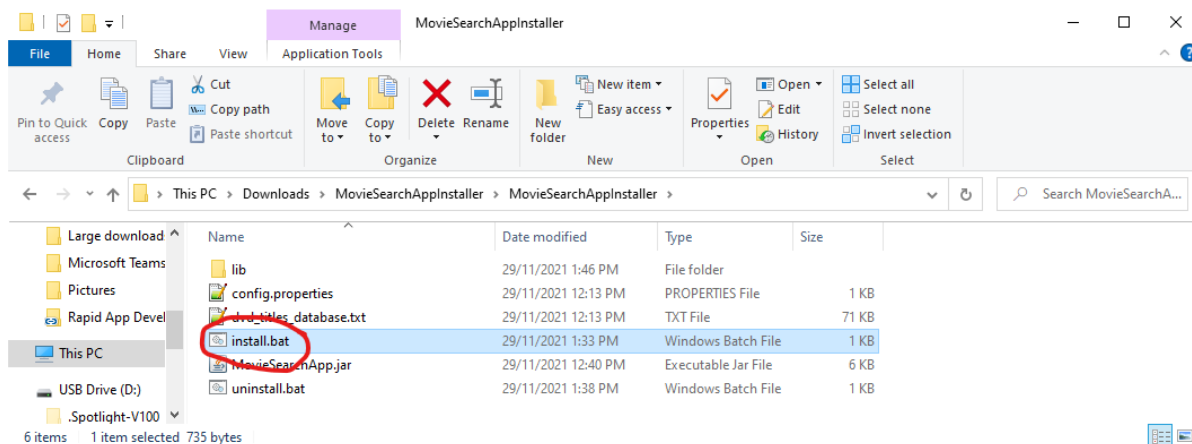 Manage
MovieSearchAppInstaller
File
Home
Share
View
Application Tools
Pin to Quick access
Copy
Paste
Cut
Copy path
Paste shortcut
Clipboard
Move to
Copy to
Delete
Rename
Organize
New folder
New item
Easy access
New
Properties
Open
Edit
History
Open
Select all
Select none
Invert selection
Select
This PC > Downloads > MovieSearchAppInstaller > MovieSearchAppInstaller >
Search MovieSearchA...
Large download
Microsoft Teams
Pictures
Rapid App Devel
This PC
USB Drive (D:)
.Spotlight-V100
Name Date modified Type Size
lib 29/11/2021 1:46 PM File folder
config.properties 29/11/2021 12:13 PM PROPERTIES File 1 KB
dvd_titles_database.txt 29/11/2021 12:13 PM TXT File 71 KB
install.bat 29/11/2021 1:33 PM Windows Batch File 1 KB
MovieSearchApp.jar 29/11/2021 12:40 PM Executable Jar File 6 KB
uninstall.bat 29/11/2021 1:38 PM Windows Batch File 1 KB
6 items 1 item selected 735 bytes